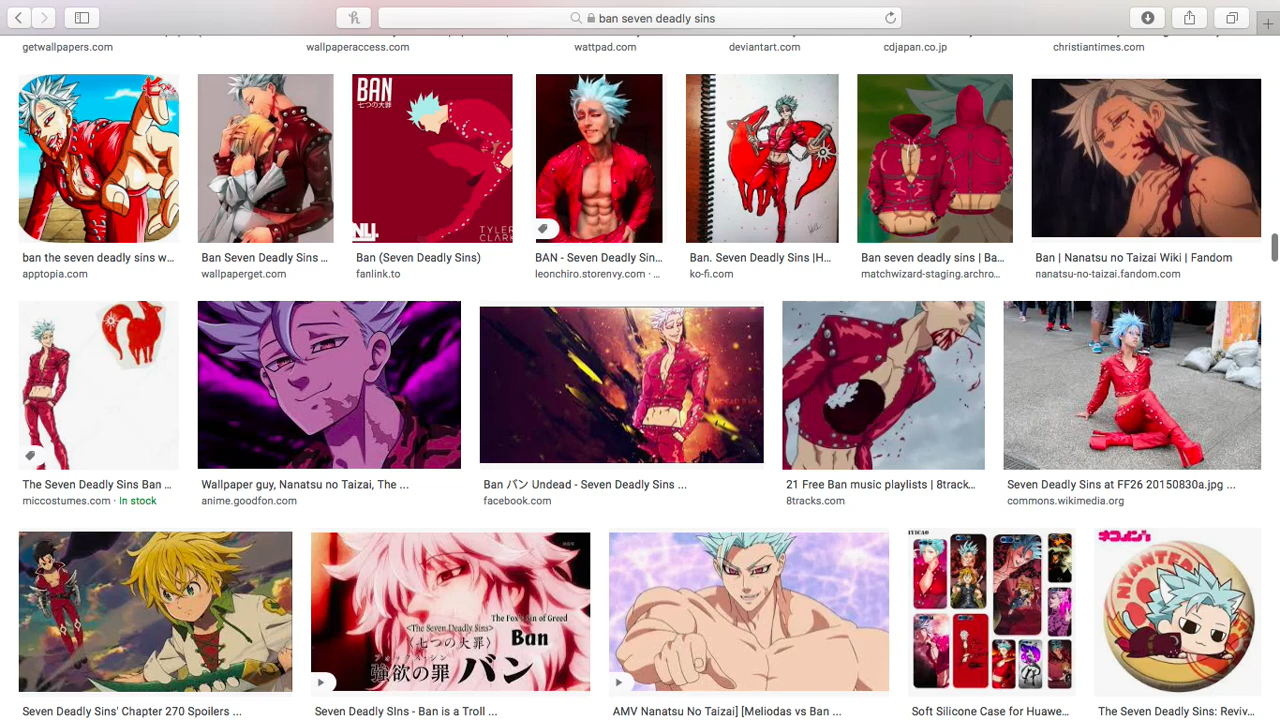 ban seven deadly sins
getwallpapers.com
wallpaperaccess.com
wattpad.com
deviantart.com
cdjapan.co.jp
christiantimes.com
BAN
七つの大罪
TYLER
CLARK
ban the seven deadly sins w...
apptopia.com
Ban Seven Deadly Sins ...
wallpaperget.com
Ban (Seven Deadly Sins)
fanlink.to
BAN - Seven Deadly Sin...
leonchiro.storenvy.com · ...
Ban. Seven Deadly Sins |H...
ko-fi.com
Ban seven deadly sins | Ba...
matchwizard-staging.archro...
Ban | Nanatsu no Taizai Wiki | Fandom
nanatsu-no-taizai.fandom.com
The Seven Deadly Sins Ban ...
miccostumes.com · In stock
Wallpaper guy, Nanatsu no Taizai, The ...
anime.goodfon.com
Ban バン Undead - Seven Deadly Sins ...
facebook.com
21 Free Ban music playlists | 8track...
8tracks.com
Seven Deadly Sins at FF26 20150830a.jpg ...
commons.wikimedia.org
The Fox's Sin of Greed
<The Seven Deadly Sins>
Ban
〈七つの大罪〉
強欲の罪 バン
IYICAO
ネコメンツ
NYANTFED
Seven Deadly Sins' Chapter 270 Spoilers ...
Seven Deadly SIns - Ban is a Troll ...
AMV Nanatsu No Taizai] [Meliodas vs Ban ...
Soft Silicone Case for Huawe...
The Seven Deadly Sins: Reviv...